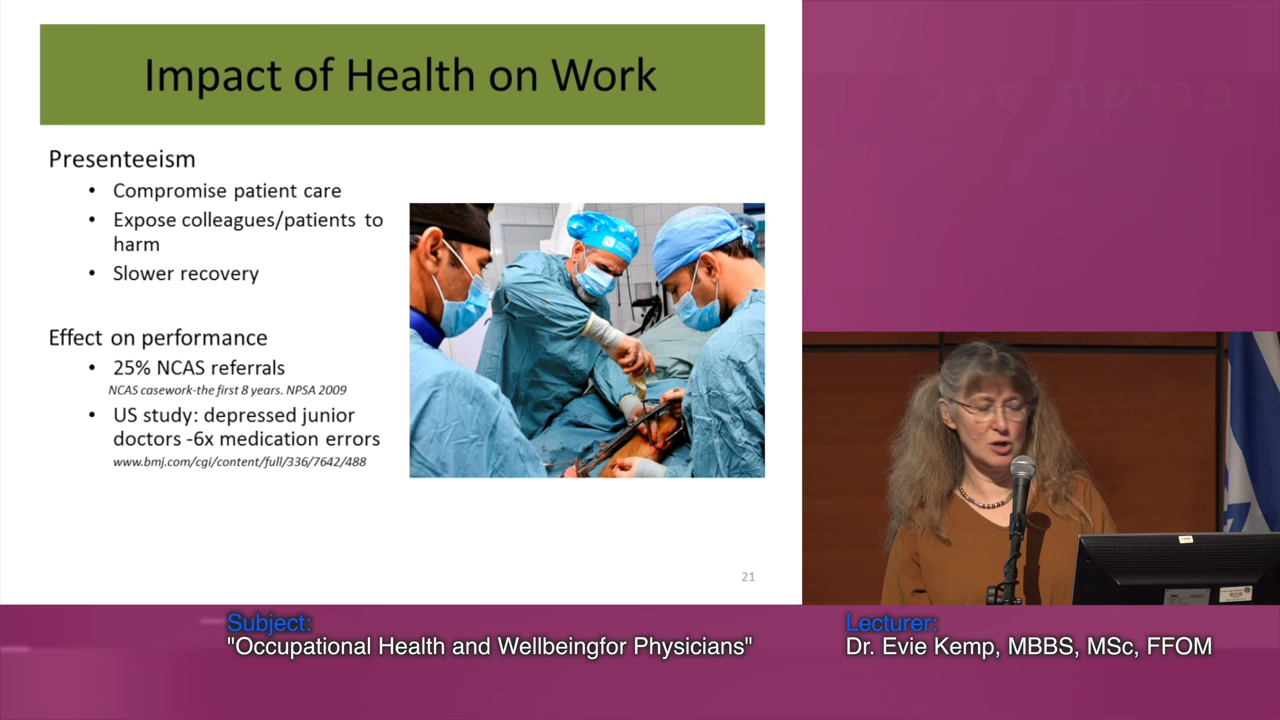 Impact of Health on Work
Presenteeism
• Compromise patient care
• Expose colleagues/patients to
harm
• Slower recovery
Effect on performance
• 25% NCAS referrals
NCAS casework-the first 8 years. NPSA 2009
• US study: depressed junior
doctors -6x medication errors
www.bmj.com/cgi/content/full/336/7642/488
21
פגישת סגל
Subject:
"Occupational Health and Wellbeingfor Physicians"
Lecturer:
Dr. Evie Kemp, MBBS, MSc, FFOM